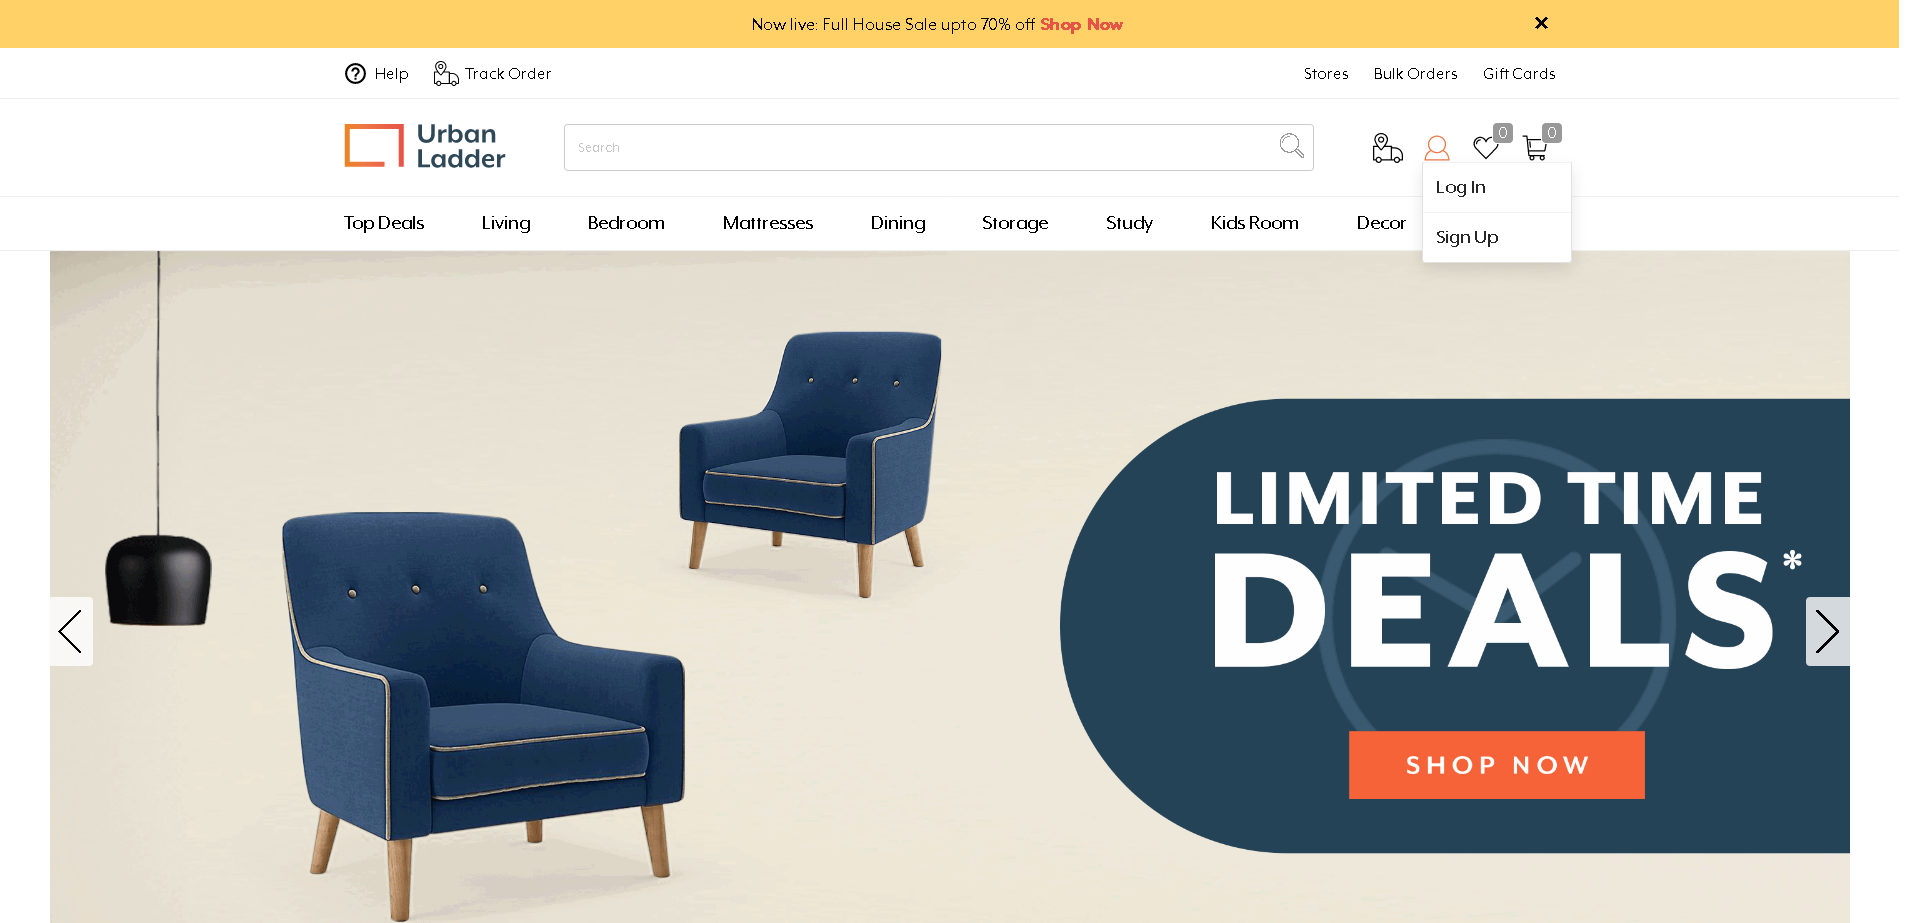 Now live: Full House Sale upto 70% off Shop Now
Help
Track Order
Stores
Bulk Orders
Gift Cards
Urban
Ladder
Search
0
0
Log In
Sign Up
Top Deals
Living
Bedroom
Mattresses
Dining
Storage
Study
Kids Room
Decor
LIMITED TIME
DEALS*
SHOP NOW